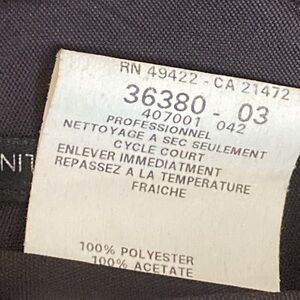 RN 49422 - CA 21472
36380 - 03
407001 042
PROFESSIONNEL
NETTOYAGE A SEC SEULEMENT
CYCLE COURT
ENLEVER IMMEDIATMENT
REPASSEZ A LA TEMPERATURE
FRAICHE
100% POLYESTER
100% ACETATE